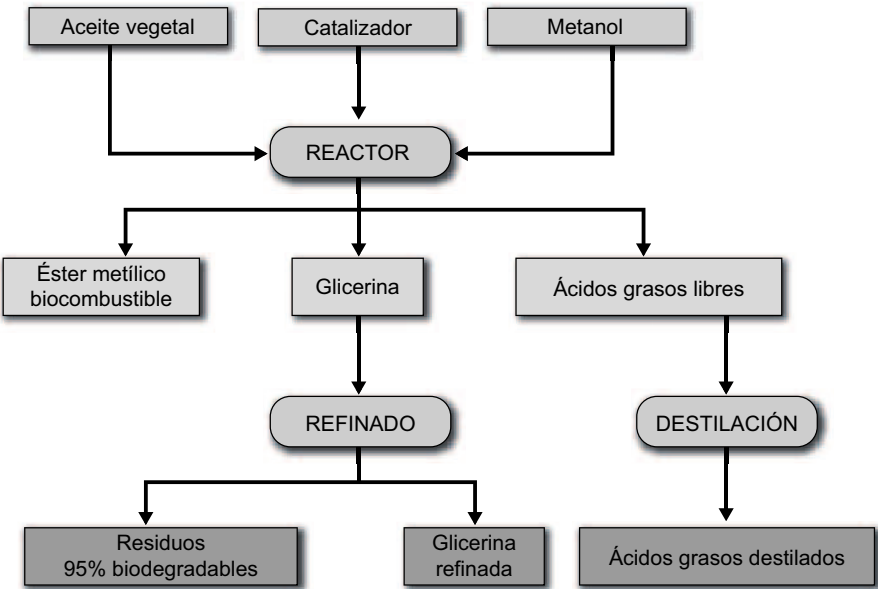 Aceite vegetal
Catalizador
Metanol
REACTOR
Éster metílico
biocombustible
Glicerina
Ácidos grasos libres
REFINADO
DESTILACIÓN
Residuos
95% biodegradables
Glicerina
refinada
Ácidos grasos destilados